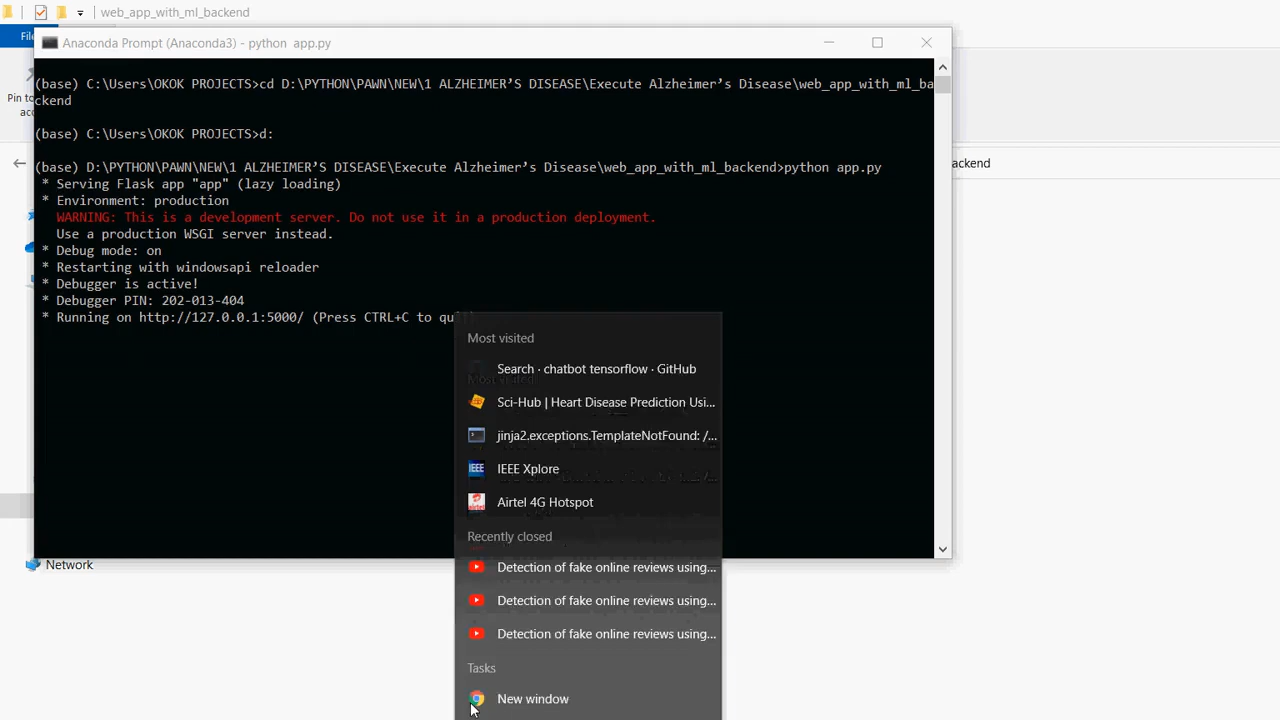 web_app_with_ml_backend
Fil
Anaconda Prompt (Anaconda3) - python  app.py
Pin to
acc
(base) C:\Users\OKOK PROJECTS>cd D:\PYTHON\PAWN\NEW\1 ALZHEIMER’S DISEASE\Execute Alzheimer’s Disease\web_app_with_ml_ba
ckend
(base) C:\Users\OKOK PROJECTS>d:
(base) D:\PYTHON\PAWN\NEW\1 ALZHEIMER’S DISEASE\Execute Alzheimer’s Disease\web_app_with_ml_backend>python app.py
ackend
* Serving Flask app "app" (lazy loading)
* Environment: production
WARNING: This is a development server. Do not use it in a production deployment.
Use a production WSGI server instead.
* Debug mode: on
* Restarting with windowsapi reloader
* Debugger is active!
* Debugger PIN: 202-013-404
* Running on http://127.0.0.1:5000/ (Press CTRL+C to quit)
Most visited
Search · chatbot tensorflow · GitHub
Most visited
Sci-Hub | Heart Disease Prediction Usi...
jinja2.exceptions.TemplateNotFound: /...
IEEE Xplore
Airtel 4G Hotspot
Recently closed
Detection of fake online reviews using...
Detection of fake online reviews using...
Detection of fake online reviews using...
Tasks
New window
Network